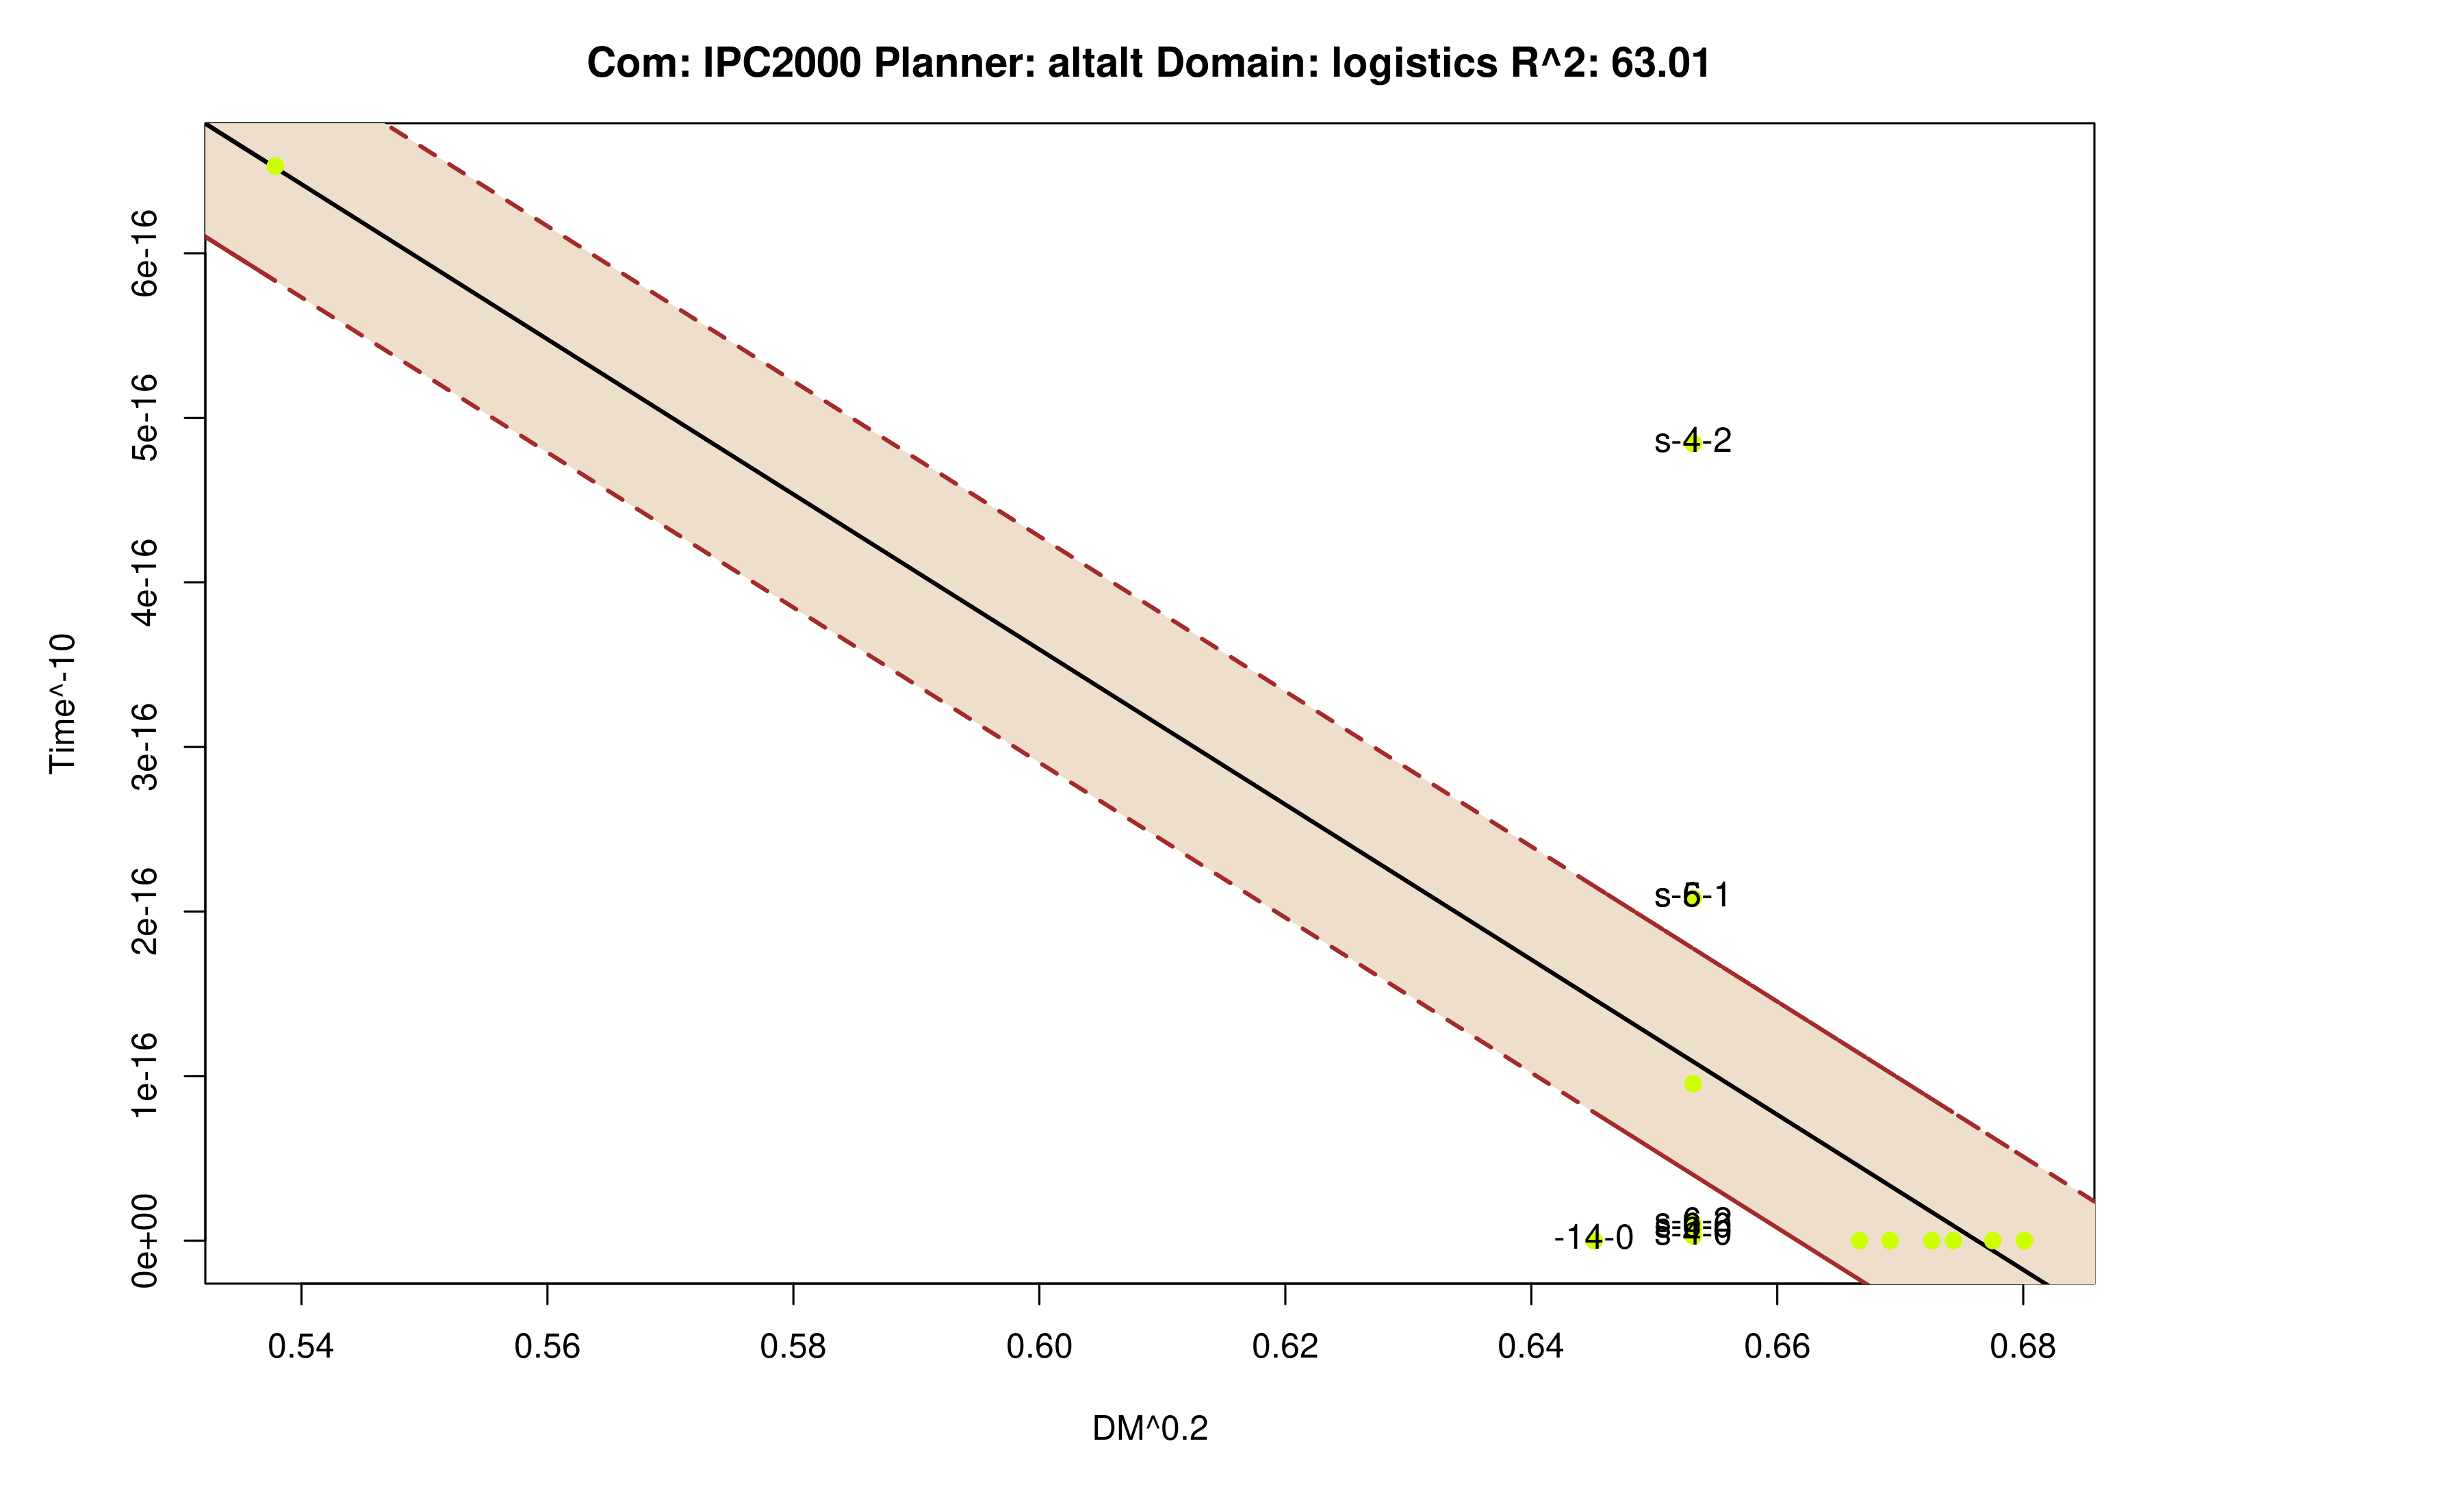 Com: IPC2000 Planner: altalt Domain: logistics R^2: 63.01
6e-16
5e-16
4e-16
3e-16
2e-16
1e-16
0e+00
Time^-10
s-4-2
-14-0
0.54
0.56
0.58
0.60
0.62
0.64
0.66
0.68
DM^0.2